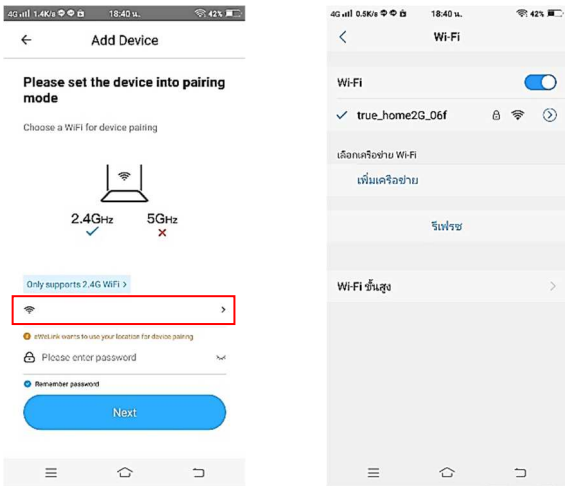 4G 1.4K/s 18:40 น. 42%
Add Device
Please set the device into pairing
mode
Choose a WiFi for device pairing
2.4GHz 5GHz
Only supports 2.4G WiFi >
eWeLink wants to use your location for device pairing
Please enter password
Remember password
Next
4G 0.5K/s 18:40 น. 42%
Wi-Fi
Wi-Fi
true_home2G_06f
เลือกเครือข่าย Wi-Fi
เพิ่มเครือข่าย
รีเฟรช
Wi-Fi ขั้นสูง